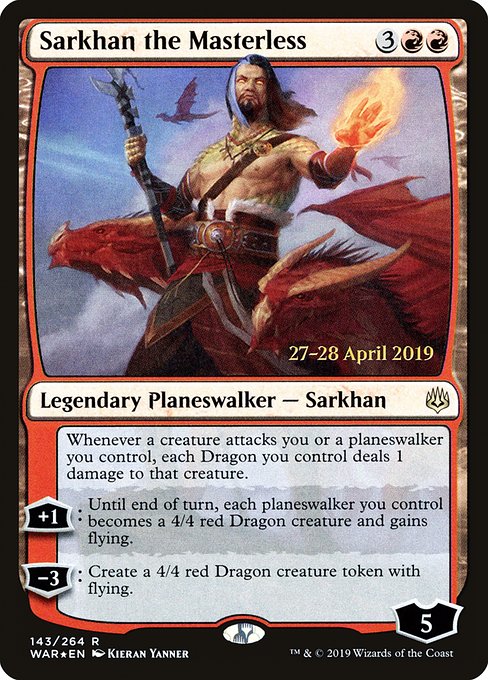 Sarkhan the Masterless 3
27–28 April 2019
Legendary Planeswalker — Sarkhan
Whenever a creature attacks you or a planeswalker
you control, each Dragon you control deals 1
damage to that creature.
+1 : Until end of turn, each planeswalker you control
becomes a 4/4 red Dragon creature and gains
flying.
−3 : Create a 4/4 red Dragon creature token with
flying.
5
143/264 R
WAR★EN Kieran Yanner ™ & © 2019 Wizards of the Coast